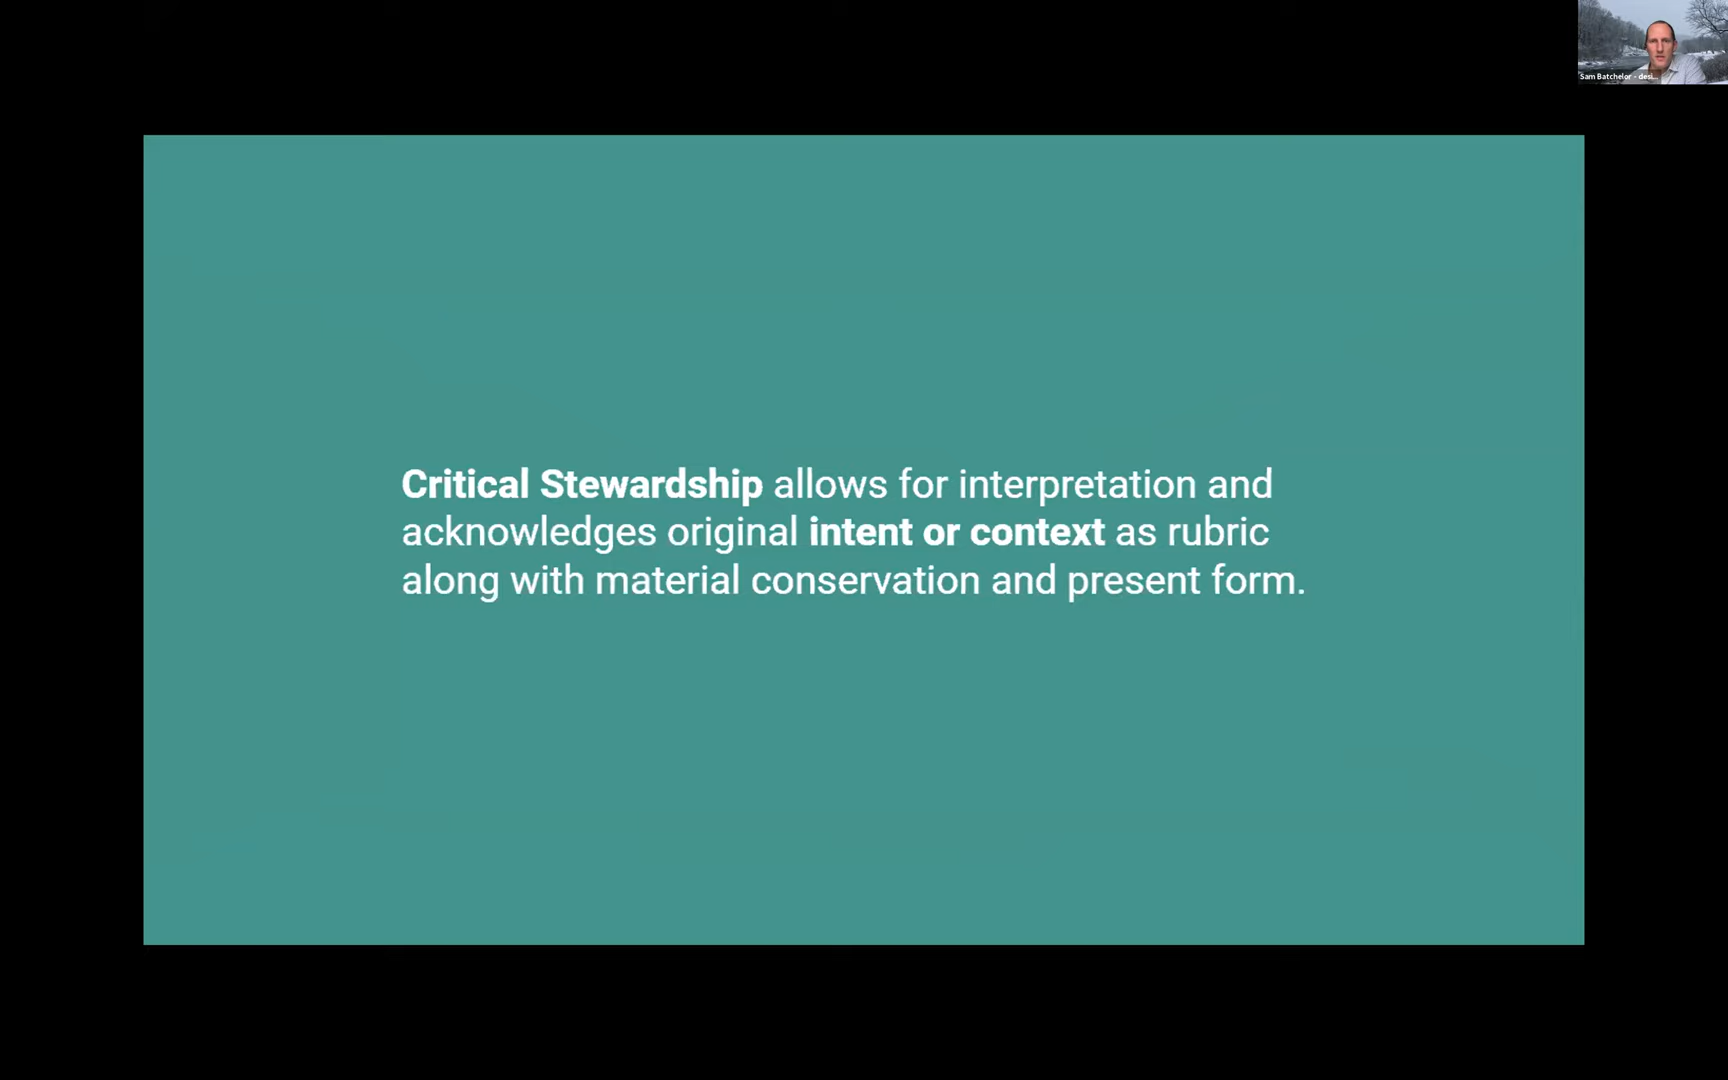 Sam Batchelor - desi...
Critical Stewardship allows for interpretation and
acknowledges original intent or context as rubric
along with material conservation and present form.